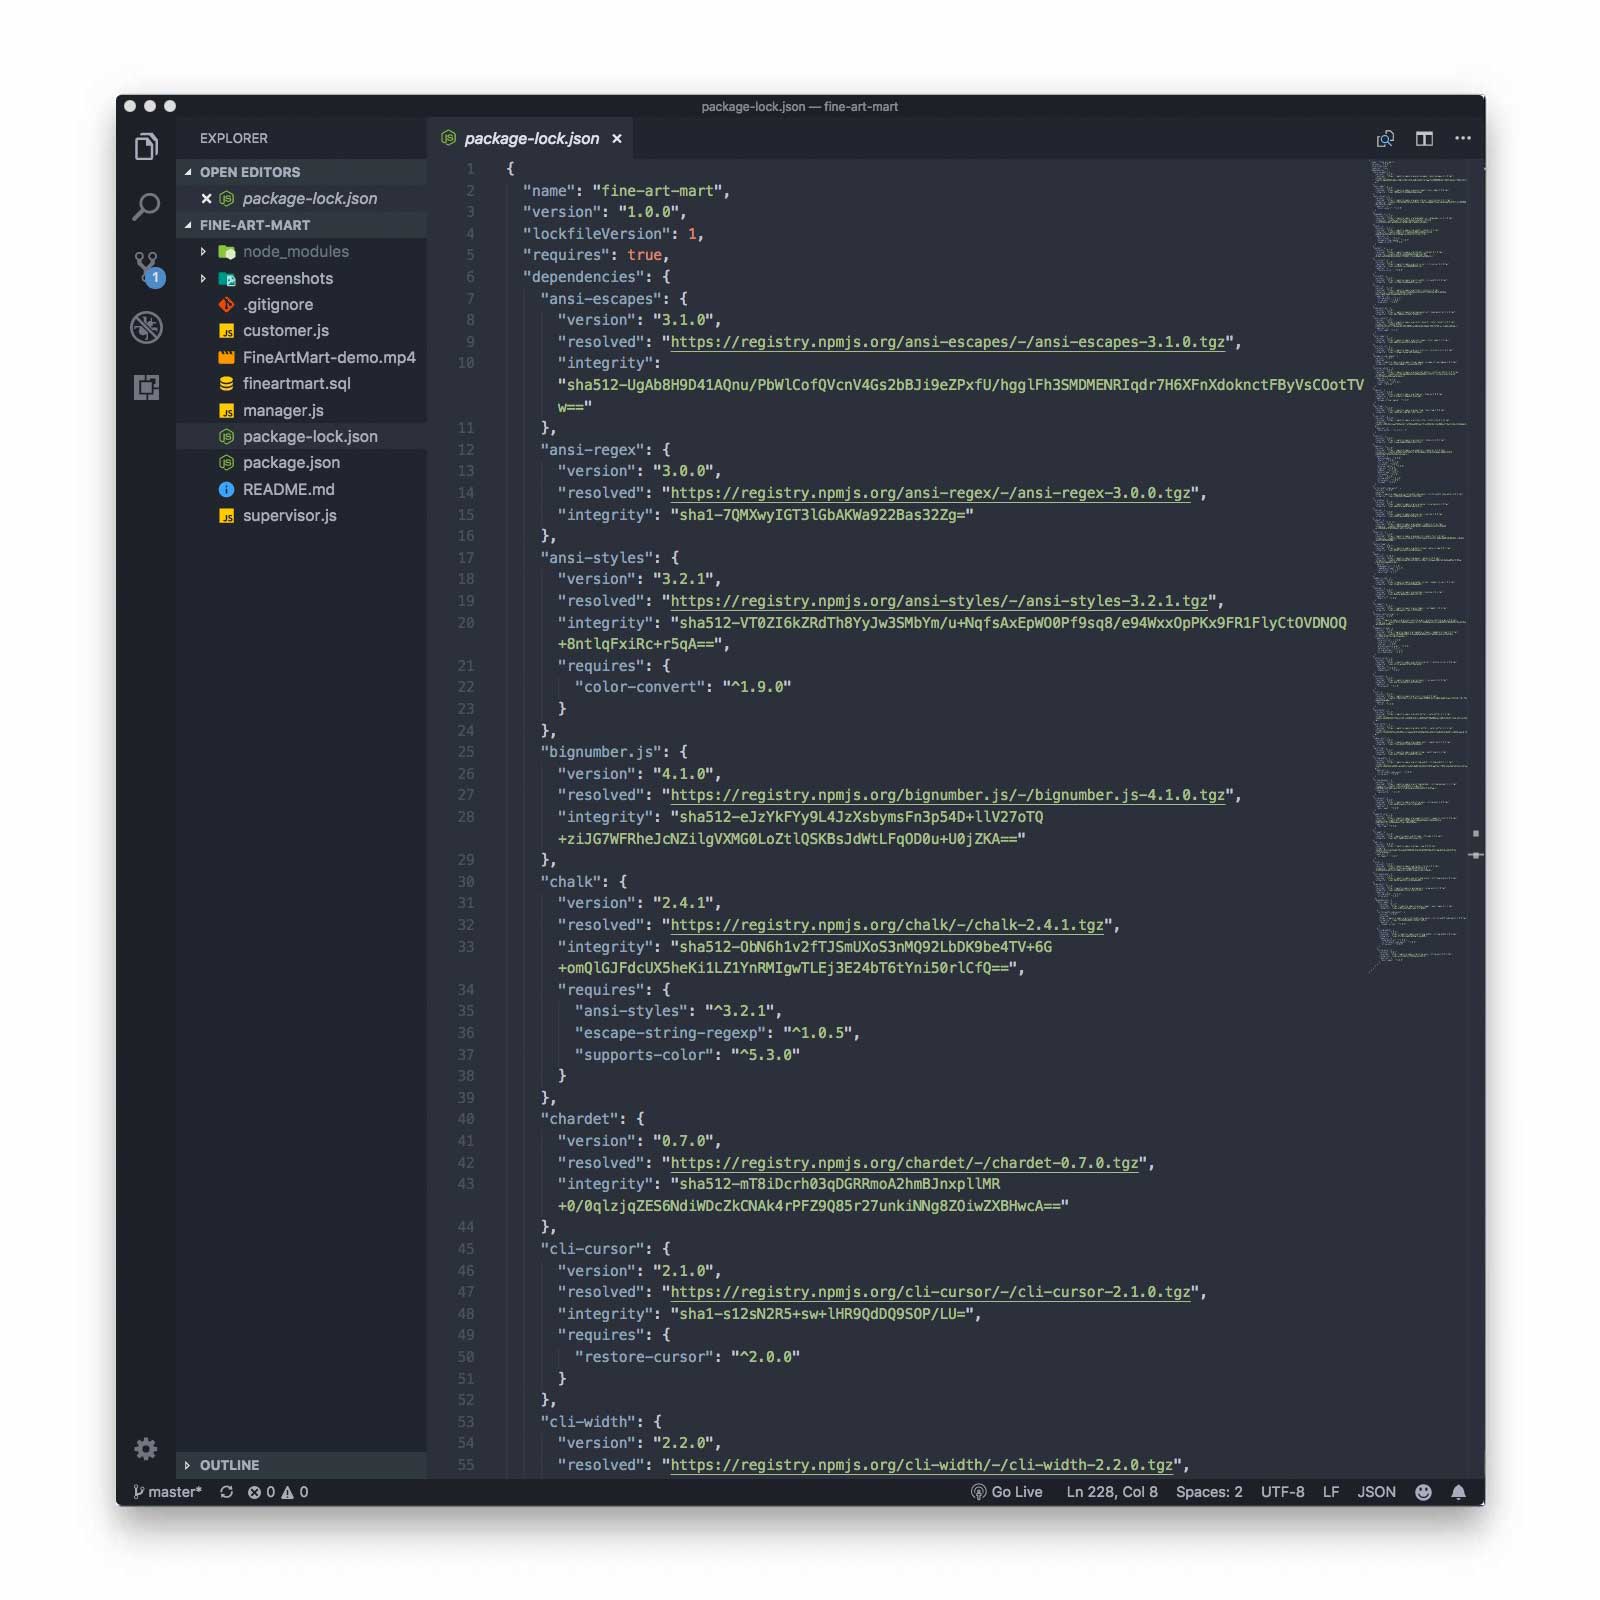 package-lock.json — fine-art-mart
EXPLORER
OPEN EDITORS
package-lock.json
FINE-ART-MART
node_modules
screenshots
.gitignore
customer.js
FineArtMart-demo.mp4
fineartmart.sql
manager.js
package-lock.json
package.json
README.md
supervisor.js
OUTLINE
package-lock.json
1 {
2 "name": "fine-art-mart",
3 "version": "1.0.0",
4 "lockfileVersion": 1,
5 "requires": true,
6 "dependencies": {
7 "ansi-escapes": {
8 "version": "3.1.0",
9 "resolved": "https://registry.npmjs.org/ansi-escapes/-/ansi-escapes-3.1.0.tgz",
10 "integrity":
"sha512-UgAb8H9D41AQnu/PbWlCofQVcnV4Gs2bBJi9eZPxfU/hgglFh3SMDMENRIqdr7H6XFnXdoknctFByVsCOotTV
w=="
11 },
12 "ansi-regex": {
13 "version": "3.0.0",
14 "resolved": "https://registry.npmjs.org/ansi-regex/-/ansi-regex-3.0.0.tgz",
15 "integrity": "sha1-7QMXwyIGT3lGbAKWa922Bas32Zg="
16 },
17 "ansi-styles": {
18 "version": "3.2.1",
19 "resolved": "https://registry.npmjs.org/ansi-styles/-/ansi-styles-3.2.1.tgz",
20 "integrity": "sha512-VT0ZI6kZRdTh8YyJw3SMbYm/u+NqfsAxEpWO0Pf9sq8/e94WxxOpPKx9FR1FlyCtOVDNOQ
+8ntlqFxiRc+r5qA==",
21 "requires": {
22 "color-convert": "^1.9.0"
23 }
24 },
25 "bignumber.js": {
26 "version": "4.1.0",
27 "resolved": "https://registry.npmjs.org/bignumber.js/-/bignumber.js-4.1.0.tgz",
28 "integrity": "sha512-eJzYkFYy9L4JzXsbymsFn3p54D+llV27oTQ
+ziJG7WFRheJcNZilgVXMG0LoZtlQSKBsJdWtLFqOD0u+U0jZKA=="
29 },
30 "chalk": {
31 "version": "2.4.1",
32 "resolved": "https://registry.npmjs.org/chalk/-/chalk-2.4.1.tgz",
33 "integrity": "sha512-ObN6h1v2fTJSmUXoS3nMQ92LbDK9be4TV+6G
+omQlGJFdcUX5heKi1LZ1YnRMIgwTLEj3E24bT6tYni50rlCfQ==",
34 "requires": {
35 "ansi-styles": "^3.2.1",
36 "escape-string-regexp": "^1.0.5",
37 "supports-color": "^5.3.0"
38 }
39 },
40 "chardet": {
41 "version": "0.7.0",
42 "resolved": "https://registry.npmjs.org/chardet/-/chardet-0.7.0.tgz",
43 "integrity": "sha512-mT8iDcrh03qDGRRmoA2hmBJnxpllMR
+0/0qlzjqZES6NdiWDcZkCNAk4rPFZ9Q85r27unkiNNg8ZOiwZXBHwcA=="
44 },
45 "cli-cursor": {
46 "version": "2.1.0",
47 "resolved": "https://registry.npmjs.org/cli-cursor/-/cli-cursor-2.1.0.tgz",
48 "integrity": "sha1-s12sN2R5+sw+lHR9QdDQ9SOP/LU=",
49 "requires": {
50 "restore-cursor": "^2.0.0"
51 }
52 },
53 "cli-width": {
54 "version": "2.2.0",
55 "resolved": "https://registry.npmjs.org/cli-width/-/cli-width-2.2.0.tgz",
1
master* 0 0 Go Live Ln 228, Col 8 Spaces: 2 UTF-8 LF JSON